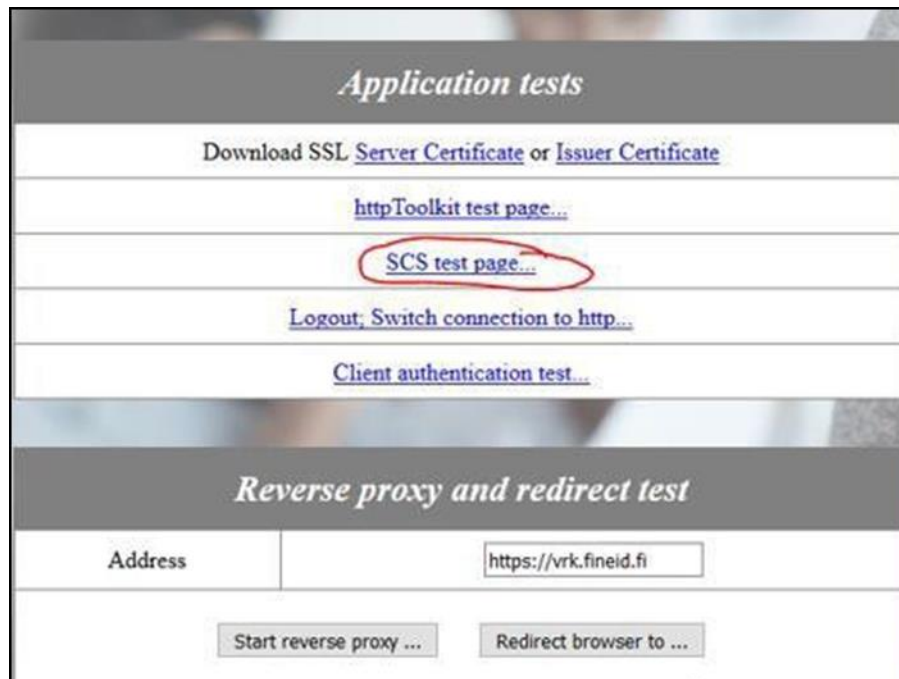 Application tests
Download SSL Server Certificate or Issuer Certificate
httpToolkit test page...
SCS test page...
Logout; Switch connection to http...
Client authentication test...
Reverse proxy and redirect test
Address https://vrk.fineid.fi
Start reverse proxy ... Redirect browser to ...